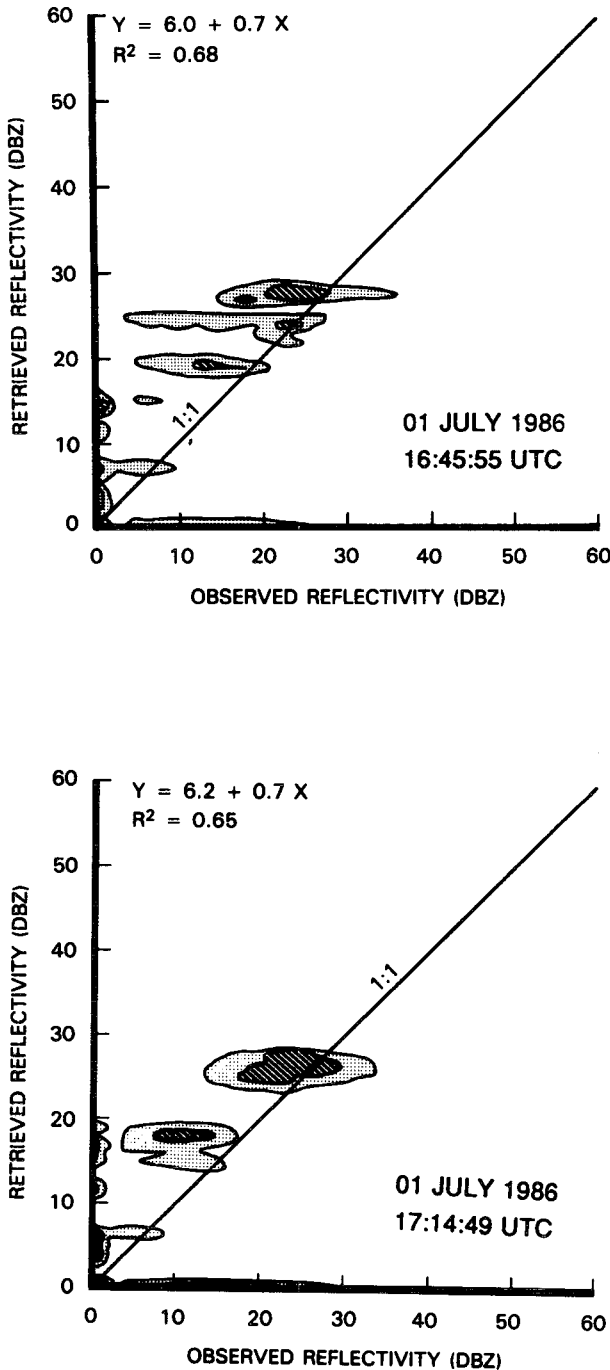 60
Y = 6.0 + 0.7 X
R² = 0.68
50
40
30
20
10
0
RETRIEVED REFLECTIVITY (DBZ)
1:1
01 JULY 1986
16:45:55 UTC
0 10 20 30 40 50 60
OBSERVED REFLECTIVITY (DBZ)
60
Y = 6.2 + 0.7 X
R² = 0.65
50
40
30
20
10
0
RETRIEVED REFLECTIVITY (DBZ)
1:1
01 JULY 1986
17:14:49 UTC
0 10 20 30 40 50 60
OBSERVED REFLECTIVITY (DBZ)